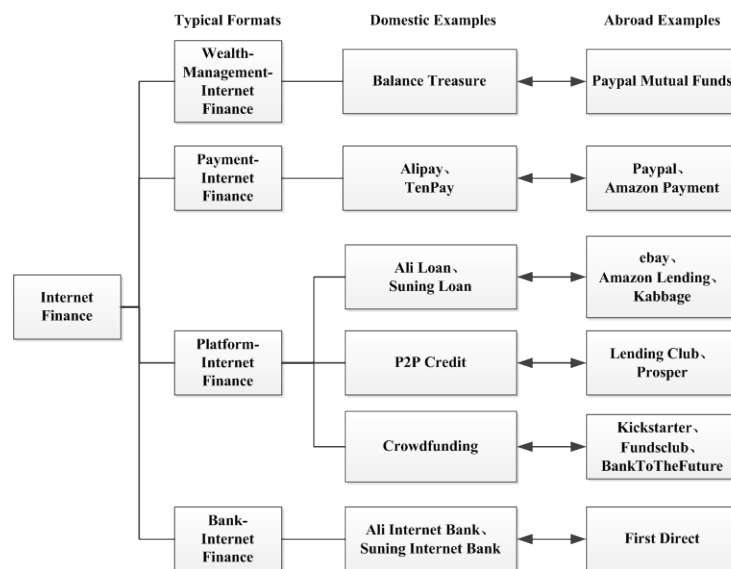 Typical Formats
Domestic Examples
Abroad Examples
Wealth-
Management-
Internet
Finance
Balance Treasure
Paypal Mutual Funds
Payment-
Internet
Finance
Alipay、
TenPay
Paypal、
Amazon Payment
Internet
Finance
Platform-
Internet
Finance
Ali Loan、
Suning Loan
ebay、
Amazon Lending、
Kabbage
P2P Credit
Lending Club、
Prosper
Crowdfunding
Kickstarter、
Fundsclub、
BankToTheFuture
Bank-
Internet
Finance
Ali Internet Bank、
Suning Internet Bank
First Direct